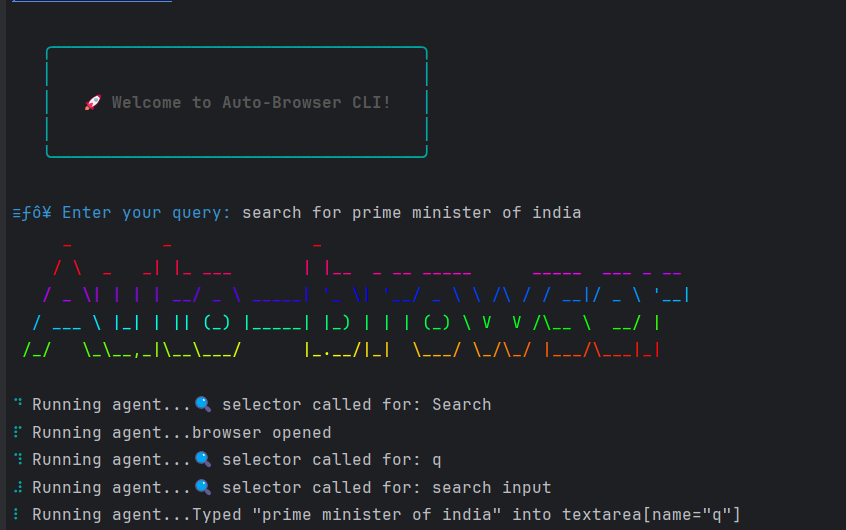 🚀 Welcome to Auto-Browser CLI!
≡ƒô¥ Enter your query: search for prime minister of india
Auto-browser
⠙ Running agent...🔍 selector called for: Search
⠏ Running agent...browser opened
⠹ Running agent...🔍 selector called for: q
⠼ Running agent...🔍 selector called for: search input
⠸ Running agent...Typed "prime minister of india" into textarea[name="q"]